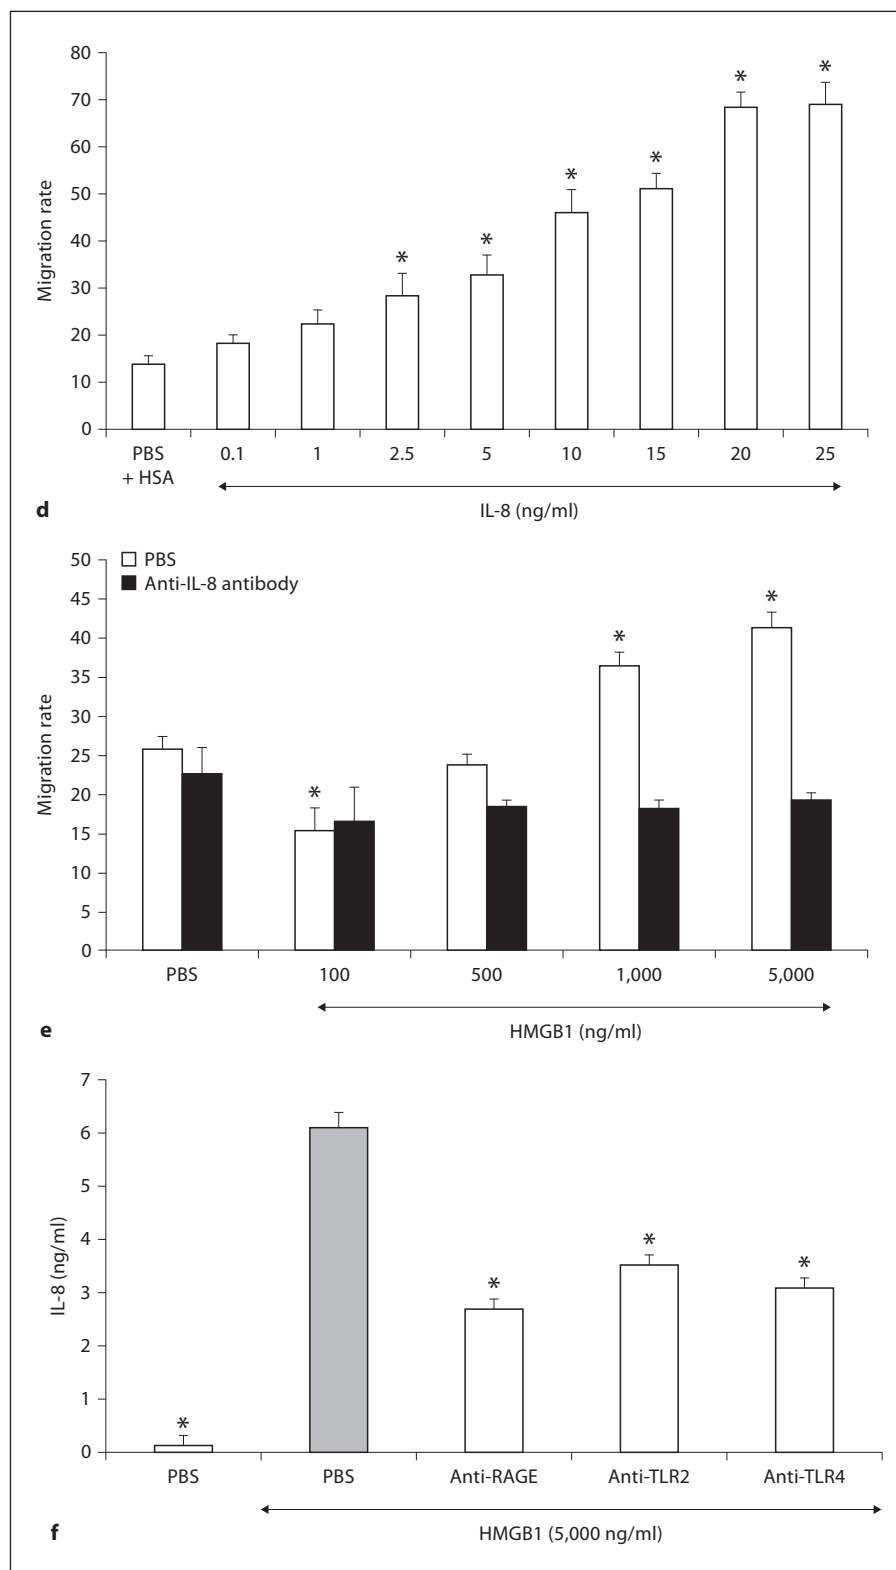 80
70
60
50
40
30
20
10
0
Migration rate
*
*
*
*
*
*
PBS + HSA
0.1
1
2.5
5
10
15
20
25
IL-8 (ng/ml)
d
50
45
40
35
30
25
20
15
10
5
0
Migration rate
PBS
Anti-IL-8 antibody
*
*
*
PBS
100
500
1,000
5,000
HMGB1 (ng/ml)
e
7
6
5
4
3
2
1
0
IL-8 (ng/ml)
*
*
*
*
PBS
PBS
Anti-RAGE
Anti-TLR2
Anti-TLR4
HMGB1 (5,000 ng/ml)
f